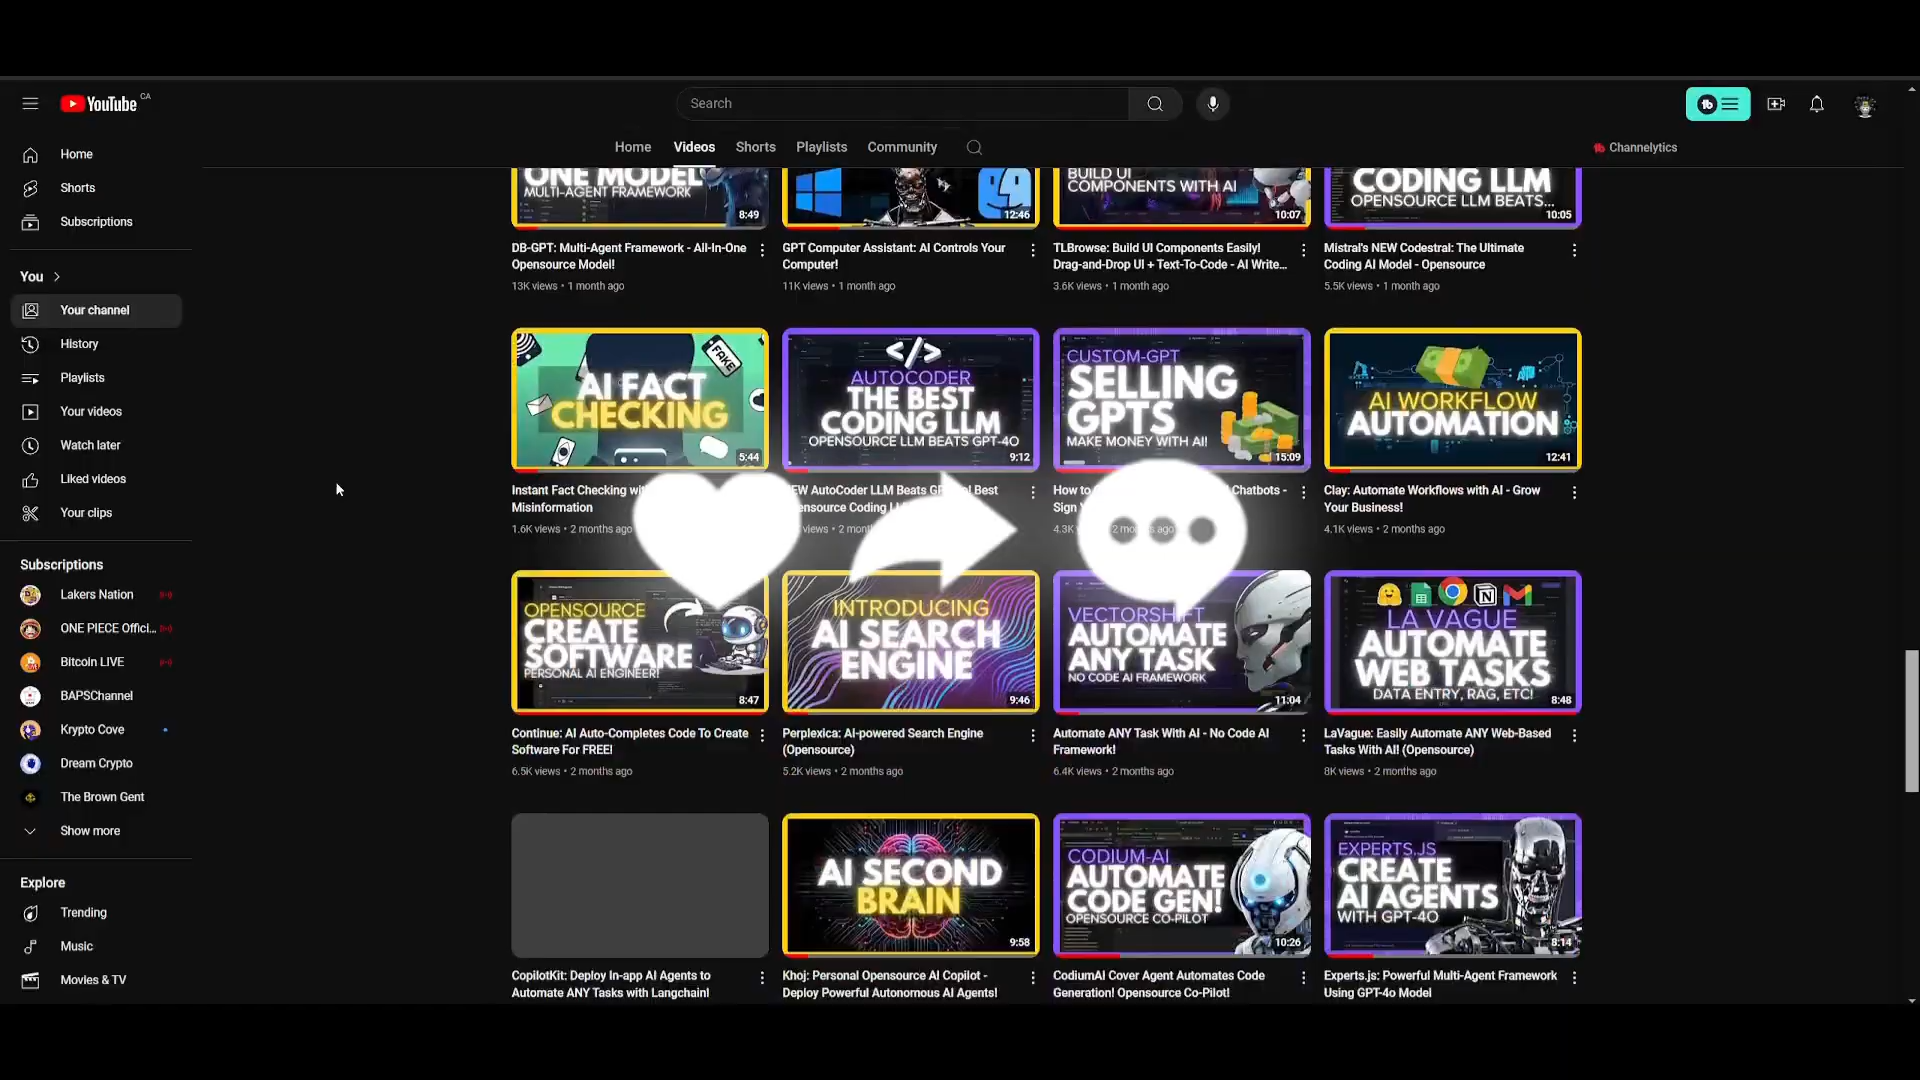 YouTube CA
Search
Home
Videos
Shorts
Playlists
Community
Channelytics
Home
Shorts
Subscriptions
You
Your channel
History
Playlists
Your videos
Watch later
Liked videos
Your clips
Subscriptions
Lakers Nation
ONE PIECE Offici...
Bitcoin LIVE
BAPSChannel
Krypto Cove
Dream Crypto
The Brown Gent
Show more
Explore
Trending
Music
Movies & TV
ONE MODEL
MULTI-AGENT FRAMEWORK
8:49
DB-GPT: Multi-Agent Framework - All-In-One
Opensource Model!
13K views • 1 month ago
12:46
GPT Computer Assistant: AI Controls Your
Computer!
11K views • 1 month ago
BUILD UI
COMPONENTS WITH AI
10:07
TLBrowse: Build UI Components Easily!
Drag-and-Drop UI + Text-To-Code - AI Write...
3.6K views • 1 month ago
CODING LLM
OPENSOURCE LLM BEATS...
10:05
Mistral's NEW Codestral: The Ultimate
Coding AI Model - Opensource
5.5K views • 1 month ago
FAKE
AI FACT
CHECKING
5:44
Instant Fact Checking
Misinformation
1.6K views • 2 months ago
</>
AUTOCODER
THE BEST
CODING LLM
OPENSOURCE LLM BEATS GPT-4O
9:12
AutoCoder LLM Beats Best
2 months
CUSTOM-GPT
SELLING
GPTS
MAKE MONEY WITH AI!
15:09
How to Chatbots -
Sign
4.3K 2 months ago
AI WORKFLOW
AUTOMATION
12:41
Clay: Automate Workflows with AI - Grow
Your Business!
4.1K views • 2 months ago
OPENSOURCE
CREATE
SOFTWARE
PERSONAL AI ENGINEER!
8:47
Continue: AI Auto-Completes Code To Create
Software For FREE!
6.5K views • 2 months ago
INTRODUCING
AI SEARCH
ENGINE
9:46
Perplexica: AI-powered Search Engine
(Opensource)
5.2K views • 2 months ago
VECTORSHIFT
AUTOMATE
ANY TASK
NO CODE AI FRAMEWORK
11:04
Automate ANY Task With AI - No Code AI
Framework!
6.4K views • 2 months ago
LA VAGUE
AUTOMATE
WEB TASKS
DATA ENTRY, RAG, ETC!
8:48
LaVague: Easily Automate ANY Web-Based
Tasks With AI! (Opensource)
8K views • 2 months ago
CopilotKit: Deploy In-app AI Agents to
Automate ANY Tasks with Langchain!
AI SECOND
BRAIN
9:58
Khoj: Personal Opensource AI Copilot -
Deploy Powerful Autonomous AI Agents!
CODIUM-AI
AUTOMATE
CODE GEN!
OPENSOURCE CO-PILOT
10:26
CodiumAI Cover Agent Automates Code
Generation! Opensource Co-Pilot!
EXPERTS.JS
CREATE
AI AGENTS
WITH GPT-4O
8:14
Experts.js: Powerful Multi-Agent Framework
Using GPT-4o Model